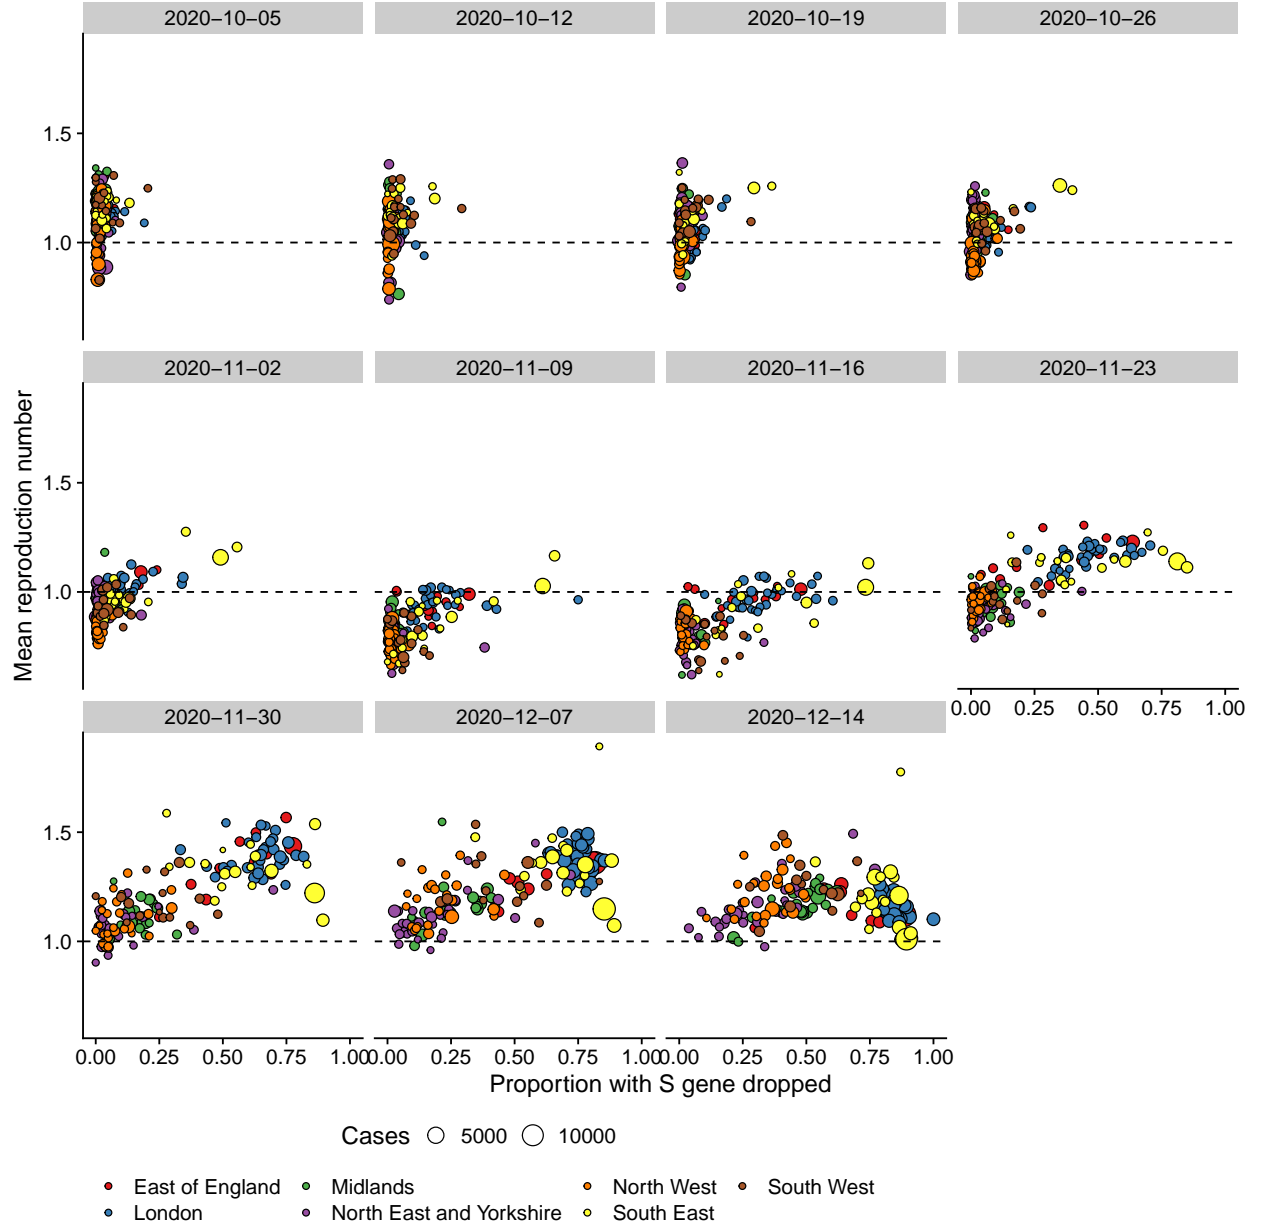 2020−10−05 2020−10−12 2020−10−19 2020−10−26
1.5
1.0
2020−11−02 2020−11−09 2020−11−16 2020−11−23
1.5
1.0
Mean reproduction number
0.00 0.25 0.50 0.75 1.00
2020−11−30 2020−12−07 2020−12−14
1.5
1.0
0.00 0.25 0.50 0.75 1.00 0.00 0.25 0.50 0.75 1.00 0.00 0.25 0.50 0.75 1.00
Proportion with S gene dropped
Cases 5000 10000
East of England Midlands North West South West
London North East and Yorkshire South East